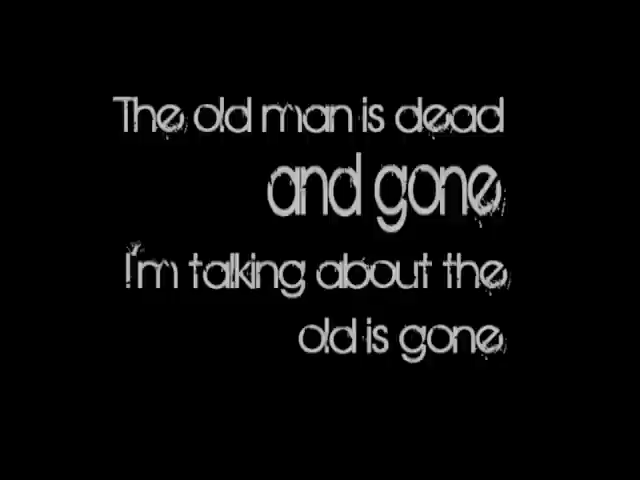 The old man is dead
and gone
I'm talking about the
old is gone